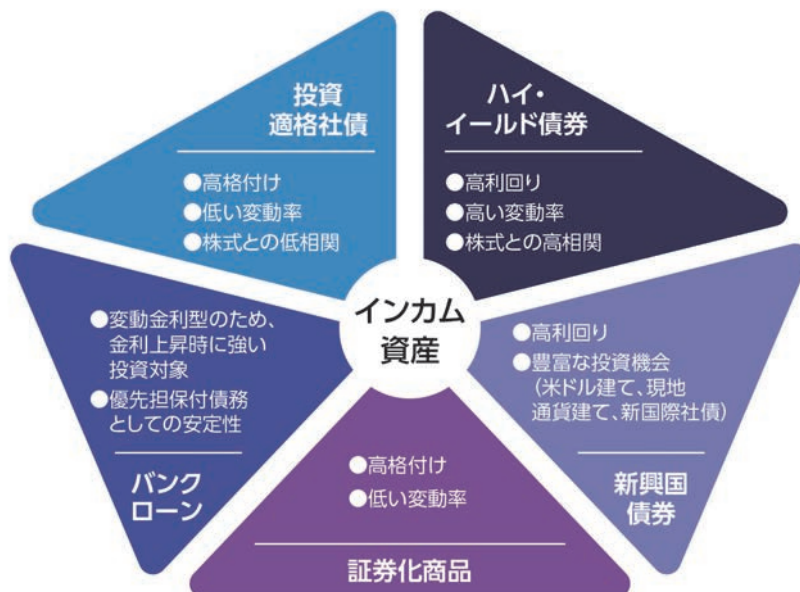 投資
適格社債
●高格付け
●低い変動率
●株式との低相関
ハイ・
イールド債券
●高利回り
●高い変動率
●株式との高相関
インカム
資産
●変動金利型のため、
金利上昇時に強い
投資対象
●優先担保付債務
としての安定性
バンク
ローン
●高格付け
●低い変動率
証券化商品
●高利回り
●豊富な投資機会
(米ドル建て、現地
通貨建て、新国際社債)
新興国
債券